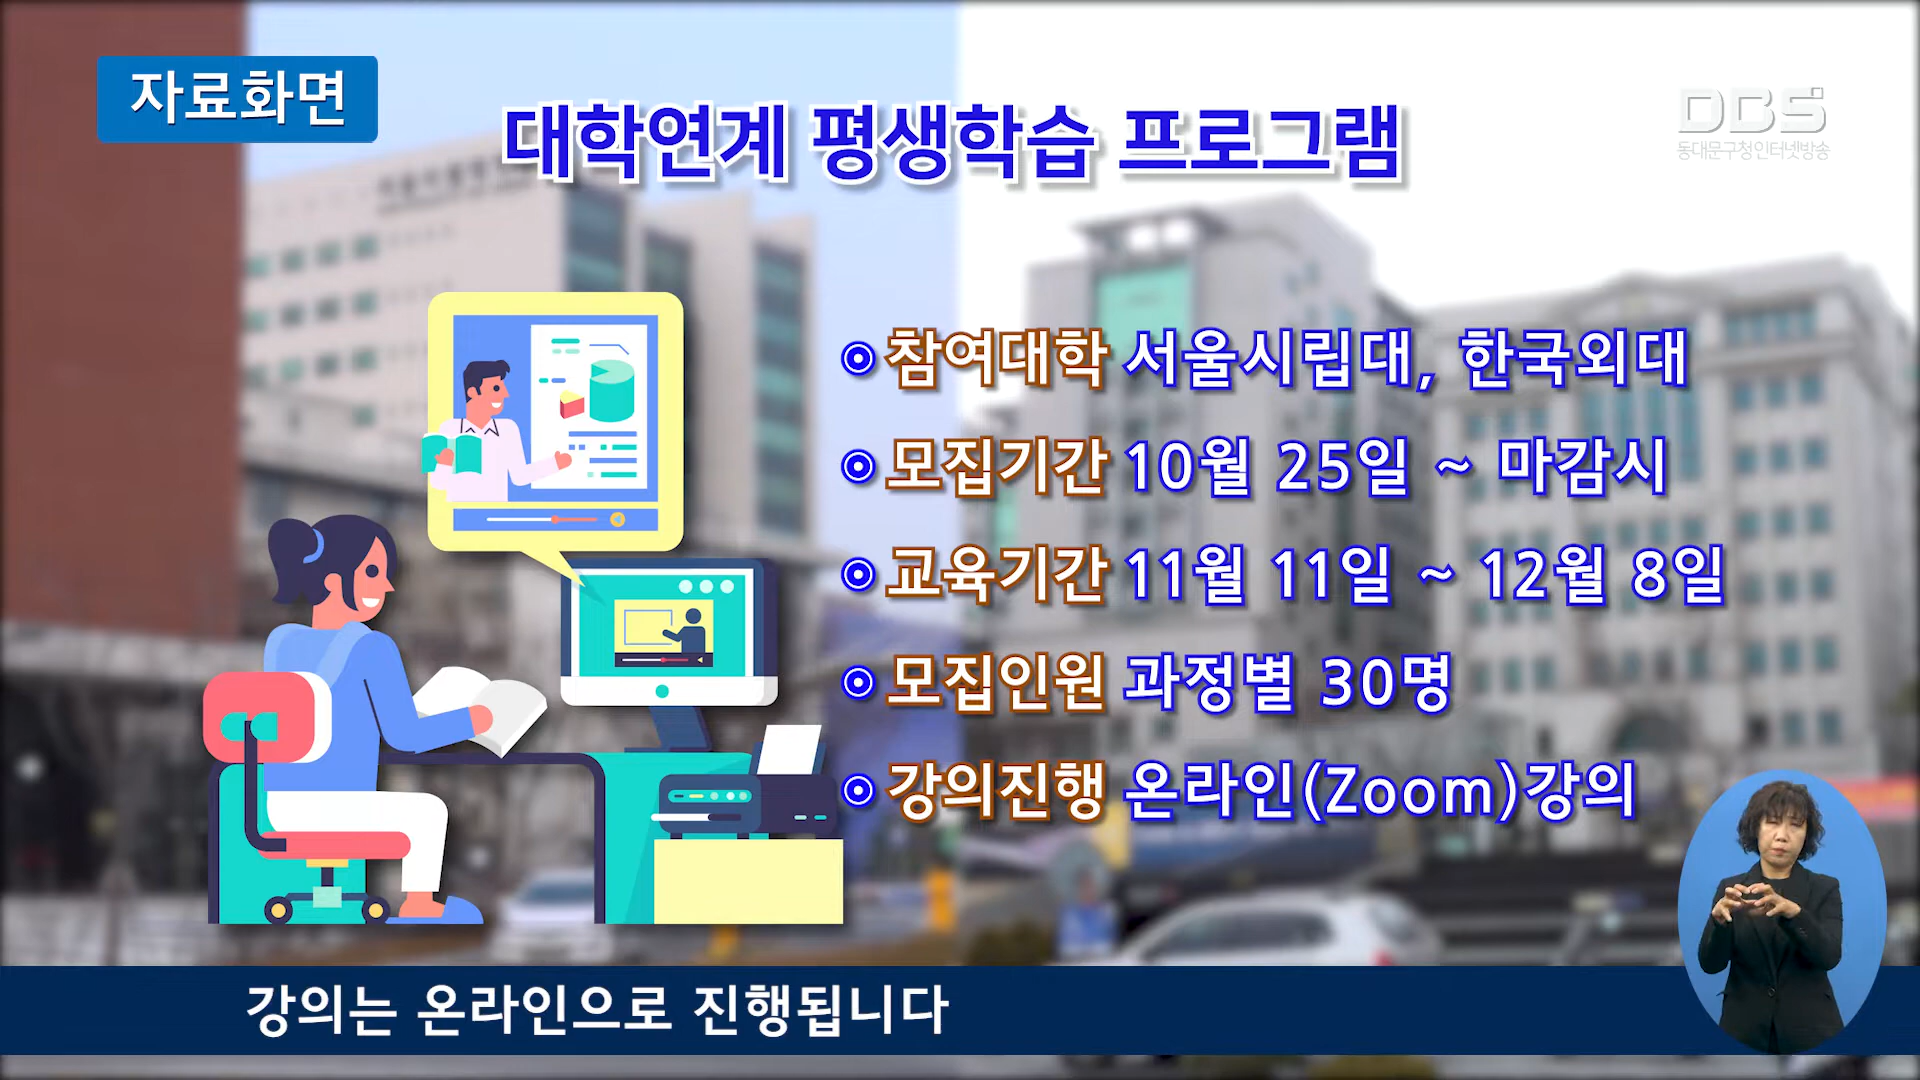 자료화면
대학연계 평생학습 프로그램
DBS
동대문구청인터넷방송
참여대학 서울시립대, 한국외대
모집기간 10월 25일 ~ 마감시
교육기간 11월 11일 ~ 12월 8일
모집인원 과정별 30명
강의진행 온라인(Zoom)강의
강의는 온라인으로 진행됩니다